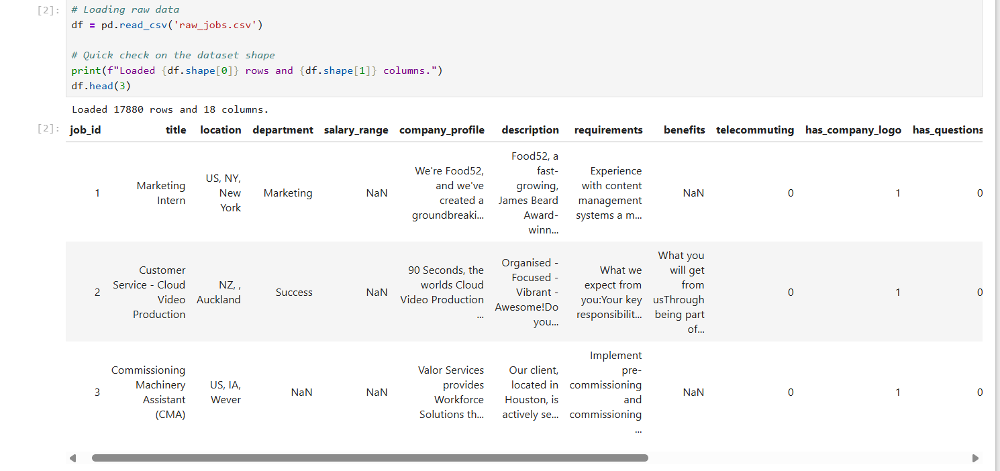 [2]: # Loading raw data
df = pd.read_csv('raw_jobs.csv')
# Quick check on the dataset shape
print(f"Loaded {df.shape[0]} rows and {df.shape[1]} columns.")
df.head(3)
Loaded 17880 rows and 18 columns.
[2]: job_id title location department salary_range company_profile description requirements benefits telecommuting has_company_logo has_questions
1 Marketing Intern US, NY, New York Marketing NaN We're Food52, and we've created a groundbreaki... Food52, a fast-growing, James Beard Award-winn... Experience with content management systems a m... NaN 0 1 0
2 Customer Service - Cloud Video Production NZ, , Auckland Success NaN 90 Seconds, the worlds Cloud Video Production ... Organised - Focused - Vibrant - Awesome!Do you... What we expect from you:Your key responsibilit... What you will get from usThrough being part of... 0 1 0
3 Commissioning Machinery Assistant (CMA) US, IA, Wever NaN NaN Valor Services provides Workforce Solutions th... Our client, located in Houston, is actively se... Implement pre-commissioning and commissioning ... NaN 0 1 0